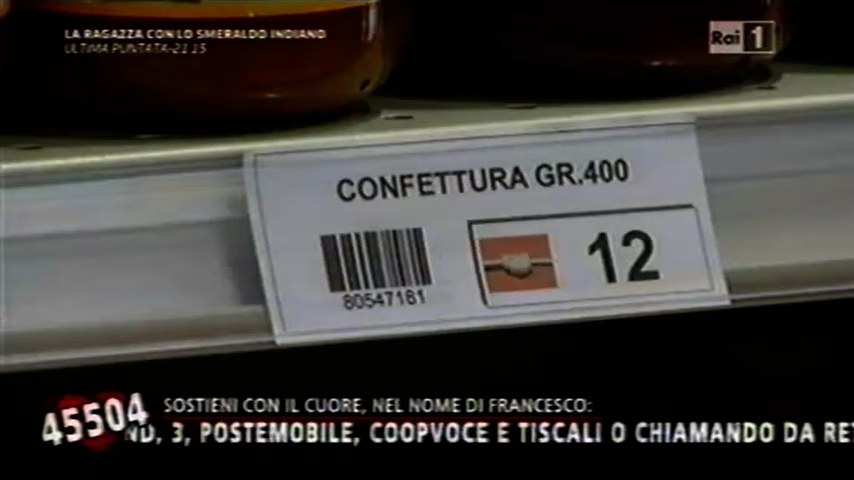 LA RAGAZZA CON LO SMERALDO INDIANO
ULTIMA PUNTATA-21.15
Rai 1
CONFETTURA GR.400
12
80547181
45504
SOSTIENI CON IL CUORE, NEL NOME DI FRANCESCO:
ND, 3, POSTEMOBILE, COOPVOCE E TISCALI O CHIAMANDO DA RE